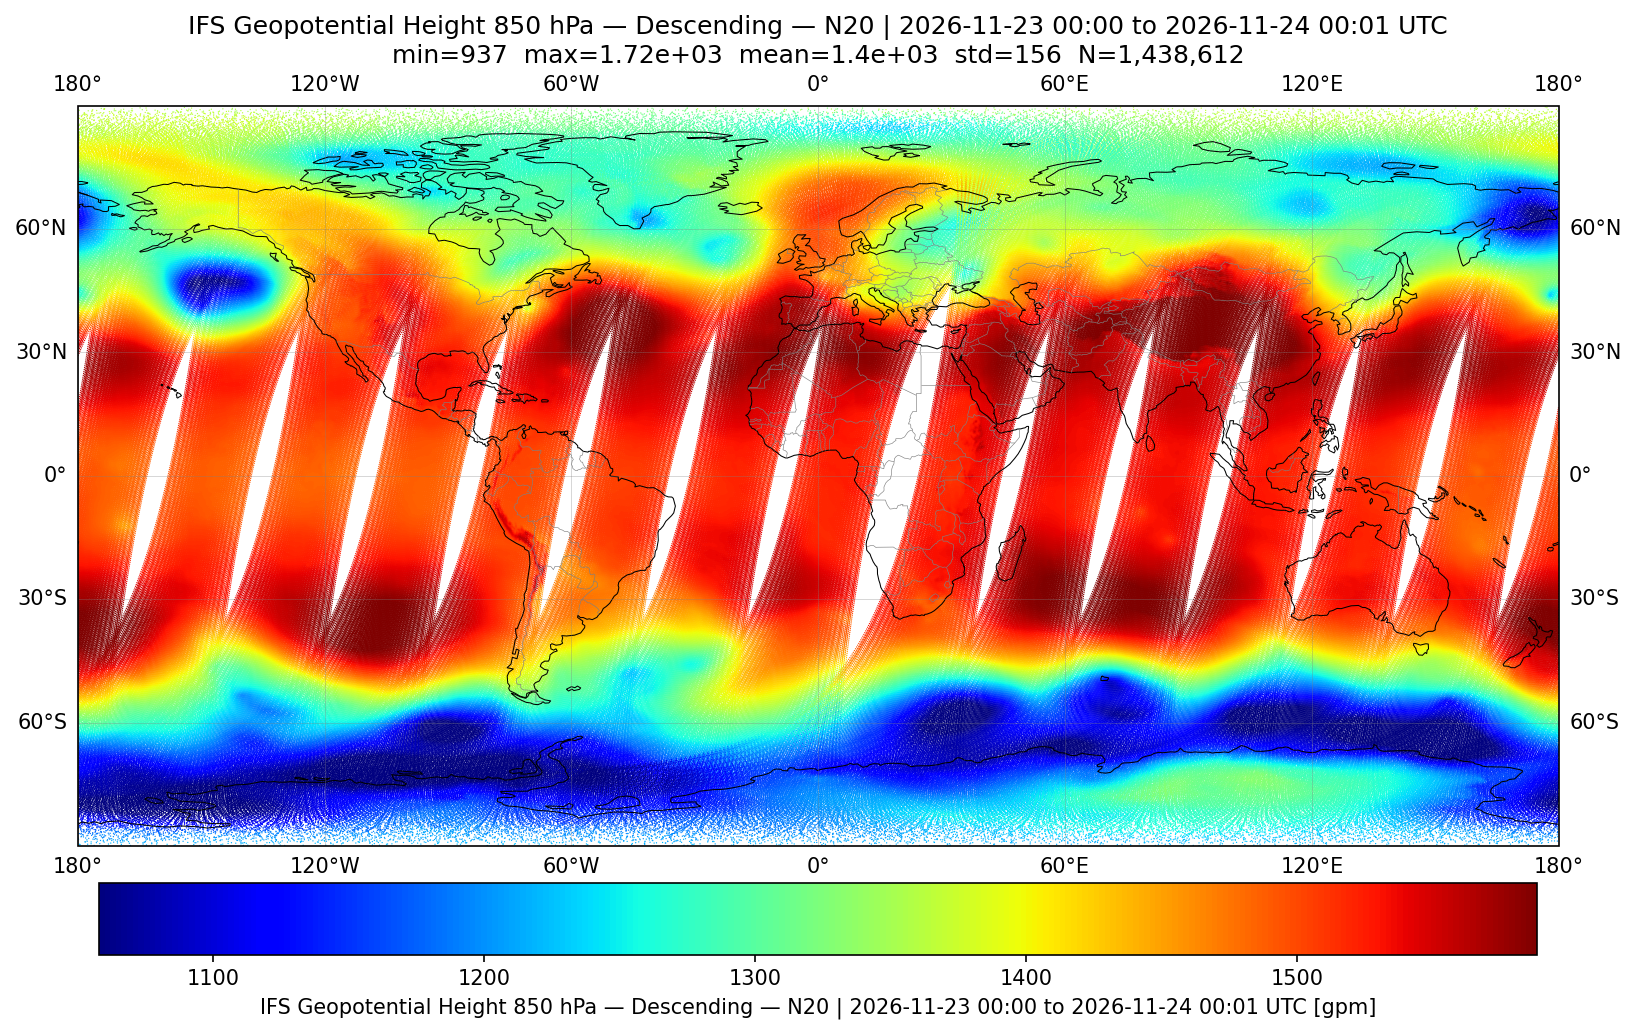 IFS Geopotential Height 850 hPa — Descending — N20 | 2026-11-23 00:00 to 2026-11-24 00:01 UTC
min=937  max=1.72e+03  mean=1.4e+03  std=156  N=1,438,612
180° 120°W 60°W 0° 60°E 120°E 180°
60°N 60°N
30°N 30°N
0° 0°
30°S 30°S
60°S 60°S
180° 120°W 60°W 0° 60°E 120°E 180°
1100 1200 1300 1400 1500
IFS Geopotential Height 850 hPa — Descending — N20 | 2026-11-23 00:00 to 2026-11-24 00:01 UTC [gpm]